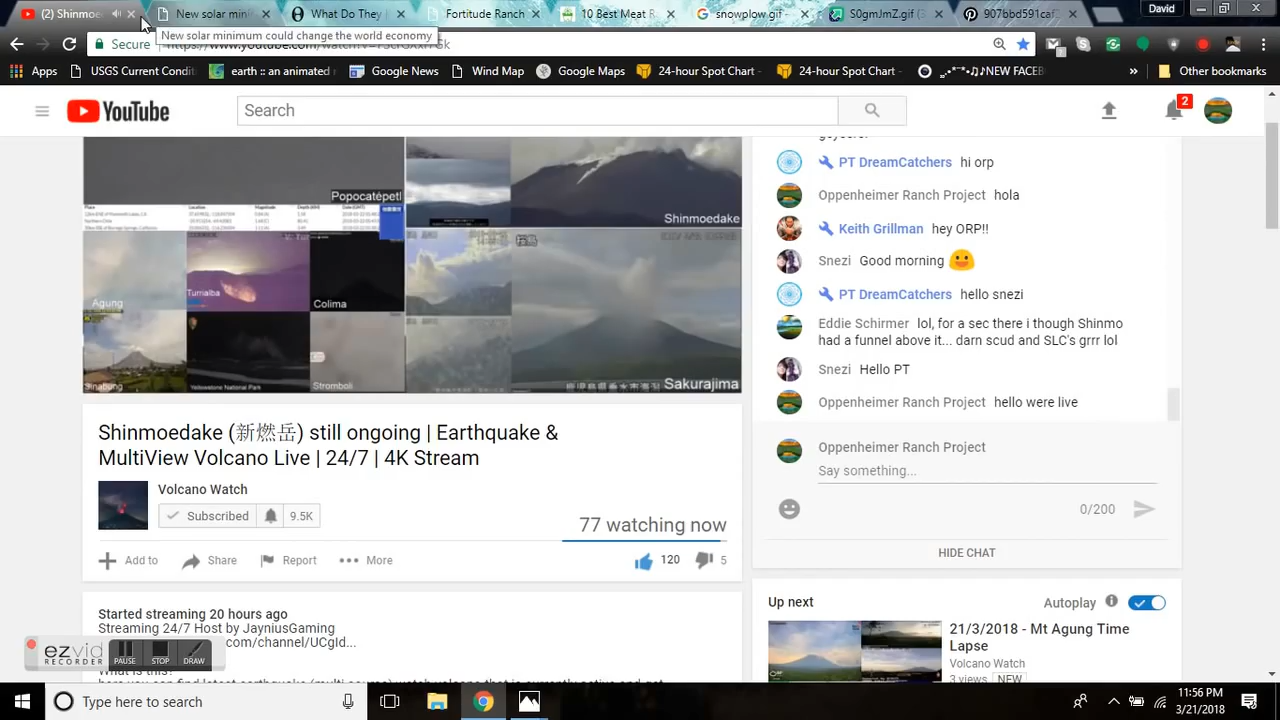 (2) Shinmoe
New solar mini
What Do They
Fortitude Ranch
10 Best Meat R
snowplow gif -
S0gmJmZ.gif (3
907bbd591caf
David
New solar minimum could change the world economy
Secure
Apps
USGS Current Condit
earth :: an animated
News
Wind Map
Google Maps
24-hour Spot Chart
24-hour Spot Chart
NEW FACEB
Other bookmarks
YouTube
Search
2
Popocatépetl
Shinmoedake
Agung
Turrialba
Colima
Sinabung
Yellowstone National Park
Stromboli
Sakurajima
PT DreamCatchers hi orp
Oppenheimer Ranch Project hola
Keith Grillman hey ORP!!
Snezi Good morning
PT DreamCatchers hello snezi
Eddie Schirmer lol, for a sec there i though Shinmo
had a funnel above it... darn scud and SLC's grrr lol
Snezi Hello PT
Oppenheimer Ranch Project hello were live
Oppenheimer Ranch Project
Say something...
0/200
HIDE CHAT
Shinmoedake (新燃岳) still ongoing | Earthquake &
MultiView Volcano Live | 24/7 | 4K Stream
Volcano Watch
Subscribed 9.5K
77 watching now
Add to Share Report More 120 5
Started streaming 20 hours ago
Streaming 24/7 Host by JayniusGaming
com/channel/UCgld...
Up next
Autoplay
21/3/2018 - Mt Agung Time
Lapse
Volcano Watch
3 views NEW
ezvid
RECORDER
PAUSE STOP DRAW
Type here to search
11:56 PM
3/21/2018